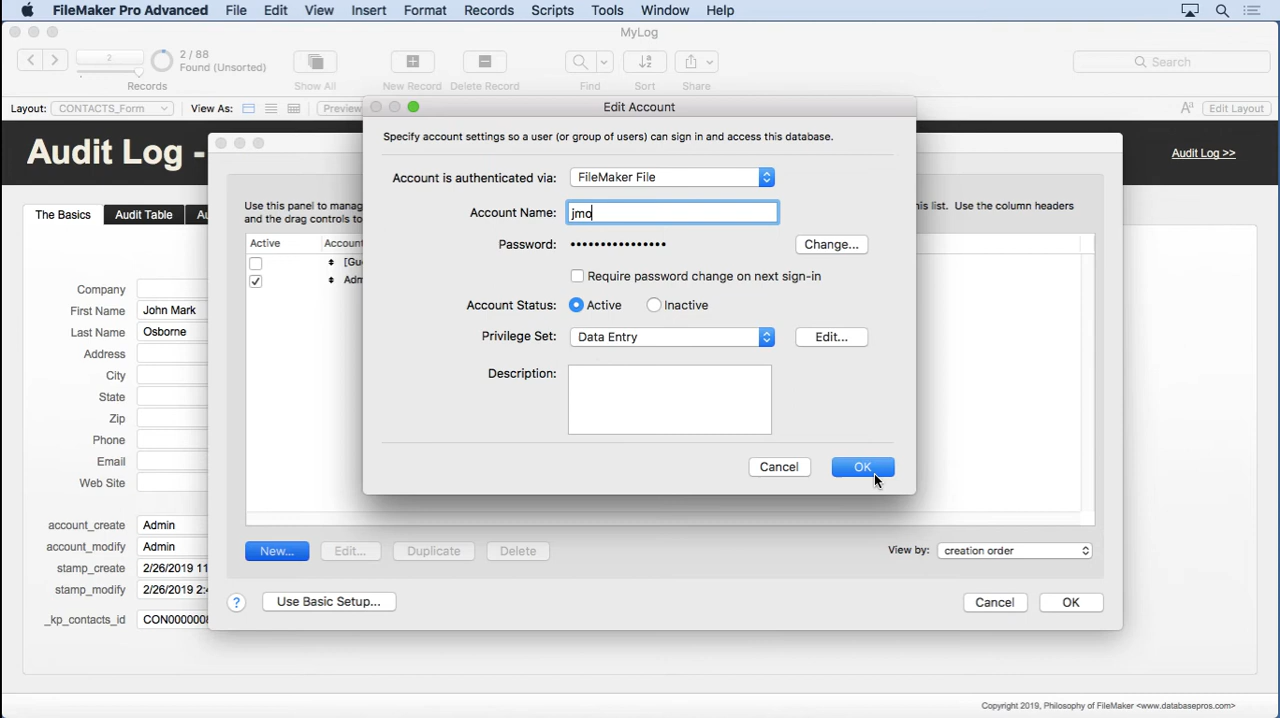 FileMaker Pro Advanced File Edit View Insert Format Records Scripts Tools Window Help
MyLog
2
2 / 88
Found (Unsorted)
Search
Records Show All New Record Delete Record Find Sort Share
Layout: CONTACTS_Form View As: Preview Edit Layout
Edit Account
Specify account settings so a user (or group of users) can sign in and access this database.
Audit Log -
Audit Log >>
Account is authenticated via: FileMaker File
Use this panel to
this list. Use the column headers
and the drag controls to
The Basics Audit Table
Account Name: jmo
Active
Password: •••••••••••••••• Change...
Require password change on next sign-in
Company
First Name John Mark
Account Status: Active Inactive
Last Name Osborne
Privilege Set: Data Entry Edit...
Address
City
Description:
State
Zip
Phone
Email
Cancel OK
Web Site
account_create Admin
account_modify Admin
New... Edit... Duplicate Delete View by: creation order
stamp_create 2/26/2019 11
stamp_modify
_kp_contacts_id
? Use Basic Setup... Cancel OK
Copyright 2019, Philosophy of FileMaker <www.databasepros.com>